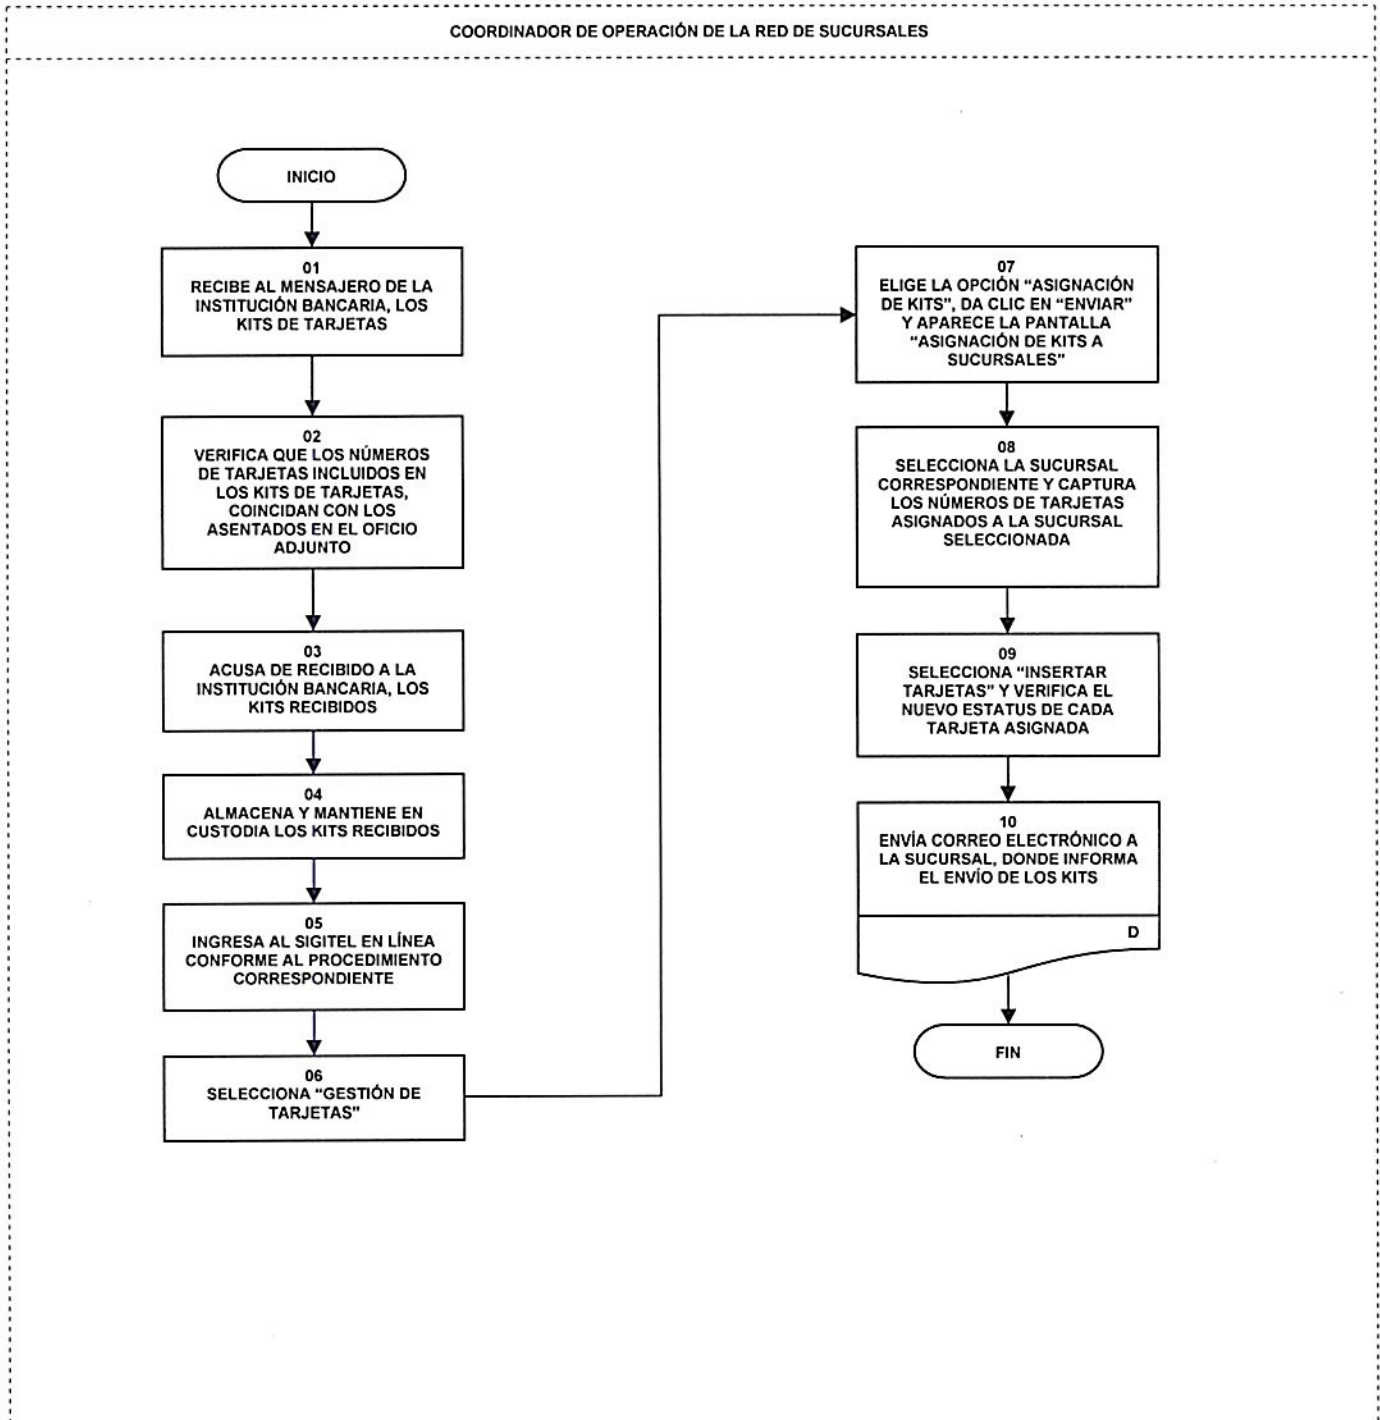 COORDINADOR DE OPERACIÓN DE LA RED DE SUCURSALES
INICIO
01
RECIBE AL MENSAJERO DE LA
INSTITUCIÓN BANCARIA, LOS
KITS DE TARJETAS
02
VERIFICA QUE LOS NÚMEROS
DE TARJETAS INCLUIDOS EN
LOS KITS DE TARJETAS,
COINCIDAN CON LOS
ASENTADOS EN EL OFICIO
ADJUNTO
03
ACUSA DE RECIBIDO A LA
INSTITUCIÓN BANCARIA, LOS
KITS RECIBIDOS
04
ALMACENA Y MANTIENE EN
CUSTODIA LOS KITS RECIBIDOS
05
INGRESA AL SIGITEL EN LÍNEA
CONFORME AL PROCEDIMIENTO
CORRESPONDIENTE
06
SELECCIONA “GESTIÓN DE
TARJETAS”
07
ELIGE LA OPCIÓN “ASIGNACIÓN
DE KITS”, DA CLIC EN “ENVIAR”
Y APARECE LA PANTALLA
“ASIGNACIÓN DE KITS A
SUCURSALES”
08
SELECCIONA LA SUCURSAL
CORRESPONDIENTE Y CAPTURA
LOS NÚMEROS DE TARJETAS
ASIGNADOS A LA SUCURSAL
SELECCIONADA
09
SELECCIONA “INSERTAR
TARJETAS” Y VERIFICA EL
NUEVO ESTATUS DE CADA
TARJETA ASIGNADA
10
ENVÍA CORREO ELECTRÓNICO A
LA SUCURSAL, DONDE INFORMA
EL ENVÍO DE LOS KITS
D
FIN